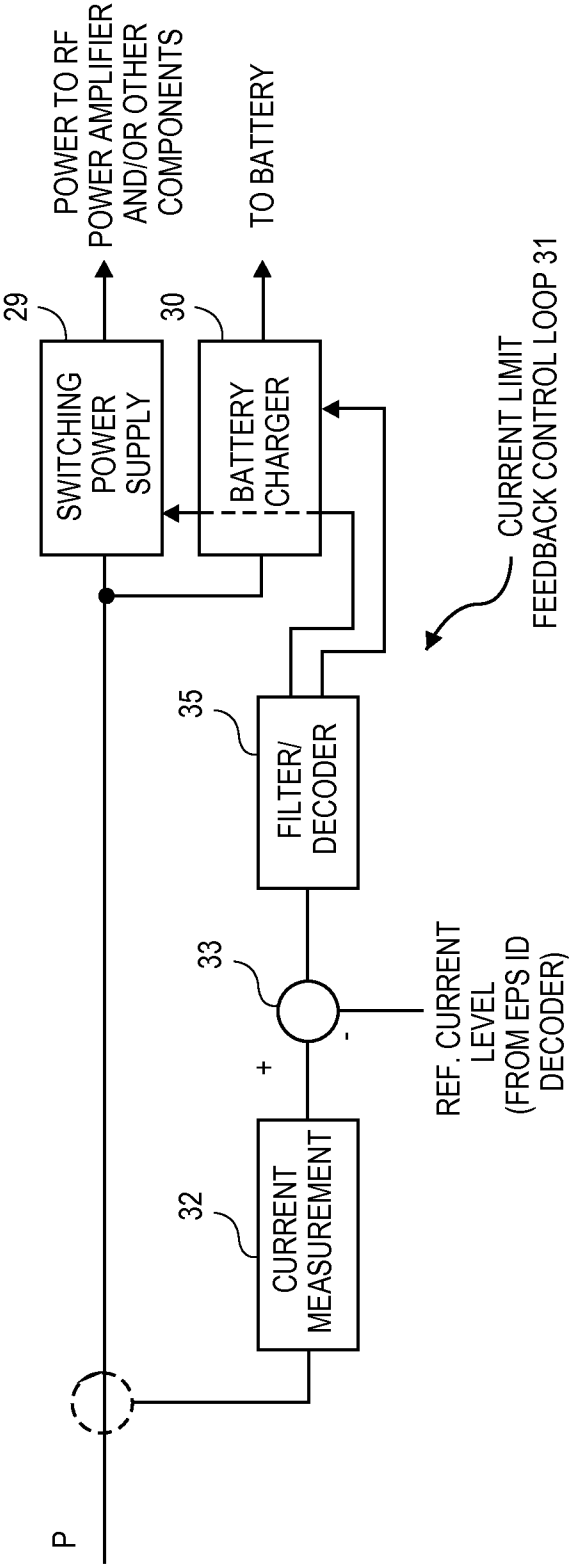 P
32
CURRENT
MEASUREMENT
+
-
33
REF. CURRENT
LEVEL
(FROM EPS ID
DECODER)
35
FILTER/
DECODER
29
SWITCHING
POWER
SUPPLY
30
BATTERY
CHARGER
POWER TO RF
POWER AMPLIFIER
AND/OR OTHER
COMPONENTS
TO BATTERY
CURRENT LIMIT
FEEDBACK CONTROL LOOP 31